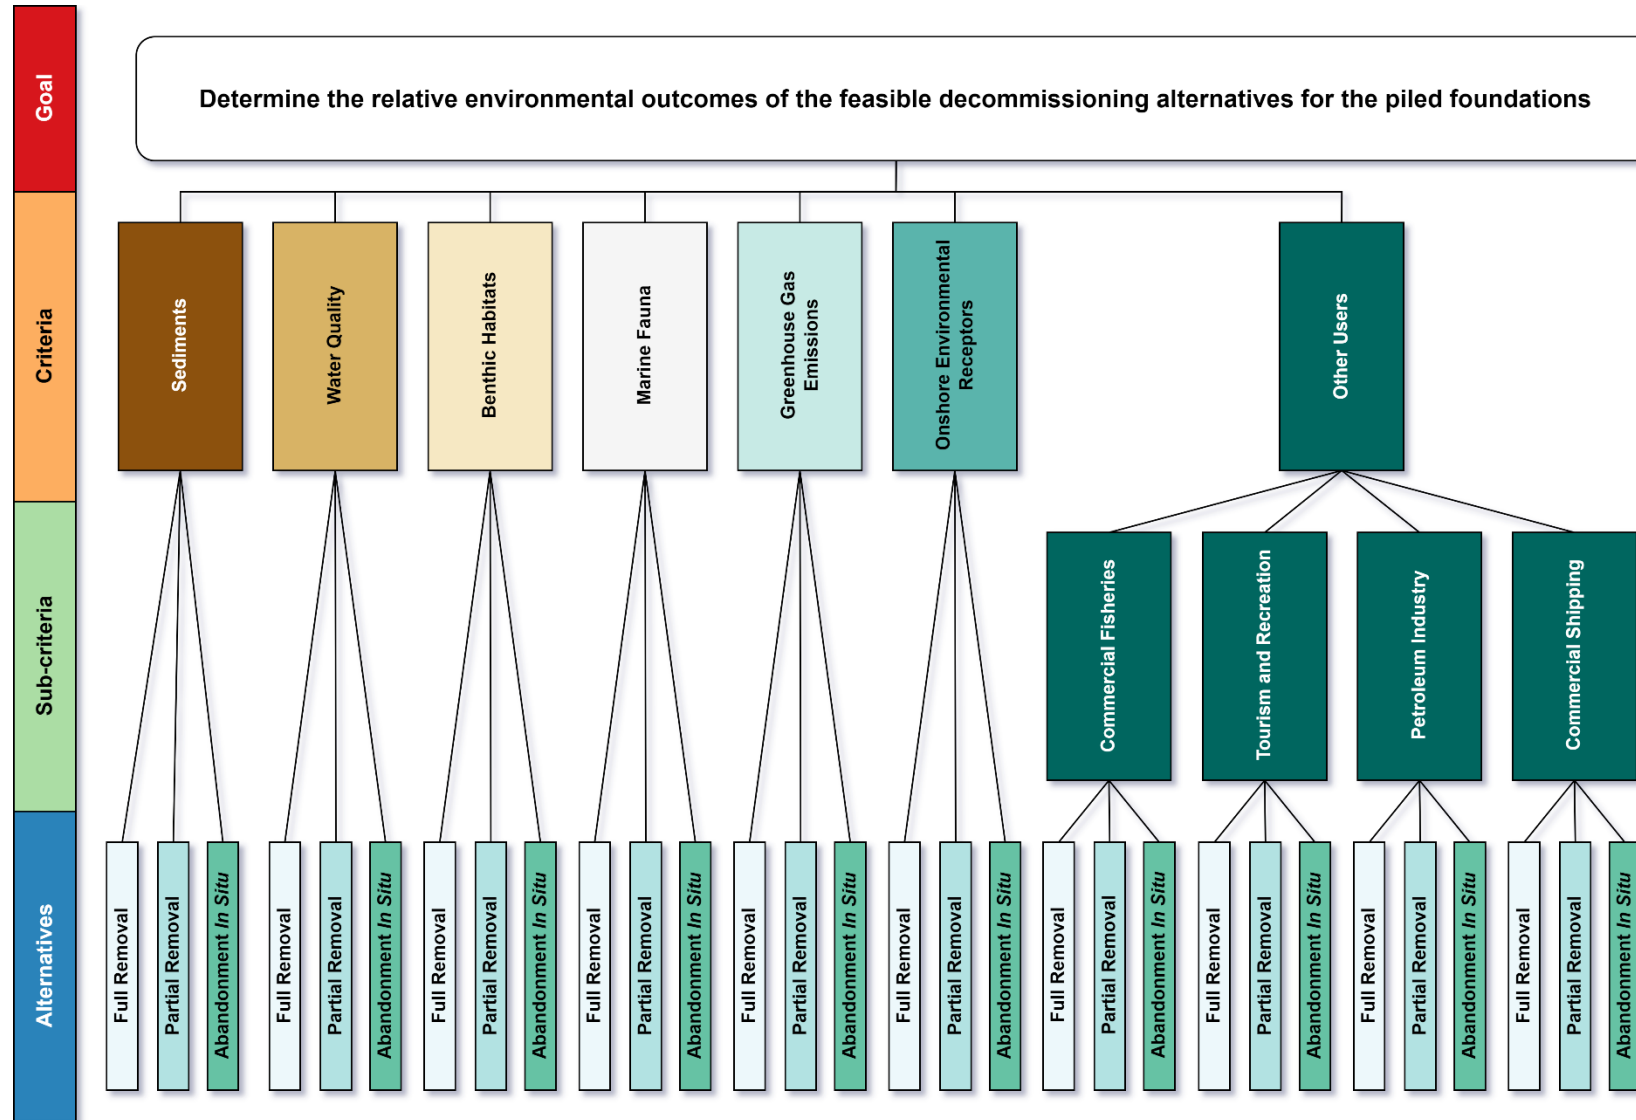 Goal
Determine the relative environmental outcomes of the feasible decommissioning alternatives for the piled foundations
Criteria
Sediments
Water Quality
Benthic Habitats
Marine Fauna
Greenhouse Gas
Emissions
Onshore Environmental
Receptors
Other Users
Sub-criteria
Commercial Fisheries
Tourism and Recreation
Petroleum Industry
Commercial Shipping
Alternatives
Full Removal
Partial Removal
Abandonment In Situ
Full Removal
Partial Removal
Abandonment In Situ
Full Removal
Partial Removal
Abandonment In Situ
Full Removal
Partial Removal
Abandonment In Situ
Full Removal
Partial Removal
Abandonment In Situ
Full Removal
Partial Removal
Abandonment In Situ
Full Removal
Partial Removal
Abandonment In Situ
Full Removal
Partial Removal
Abandonment In Situ
Full Removal
Partial Removal
Abandonment In Situ
Full Removal
Partial Removal
Abandonment In Situ